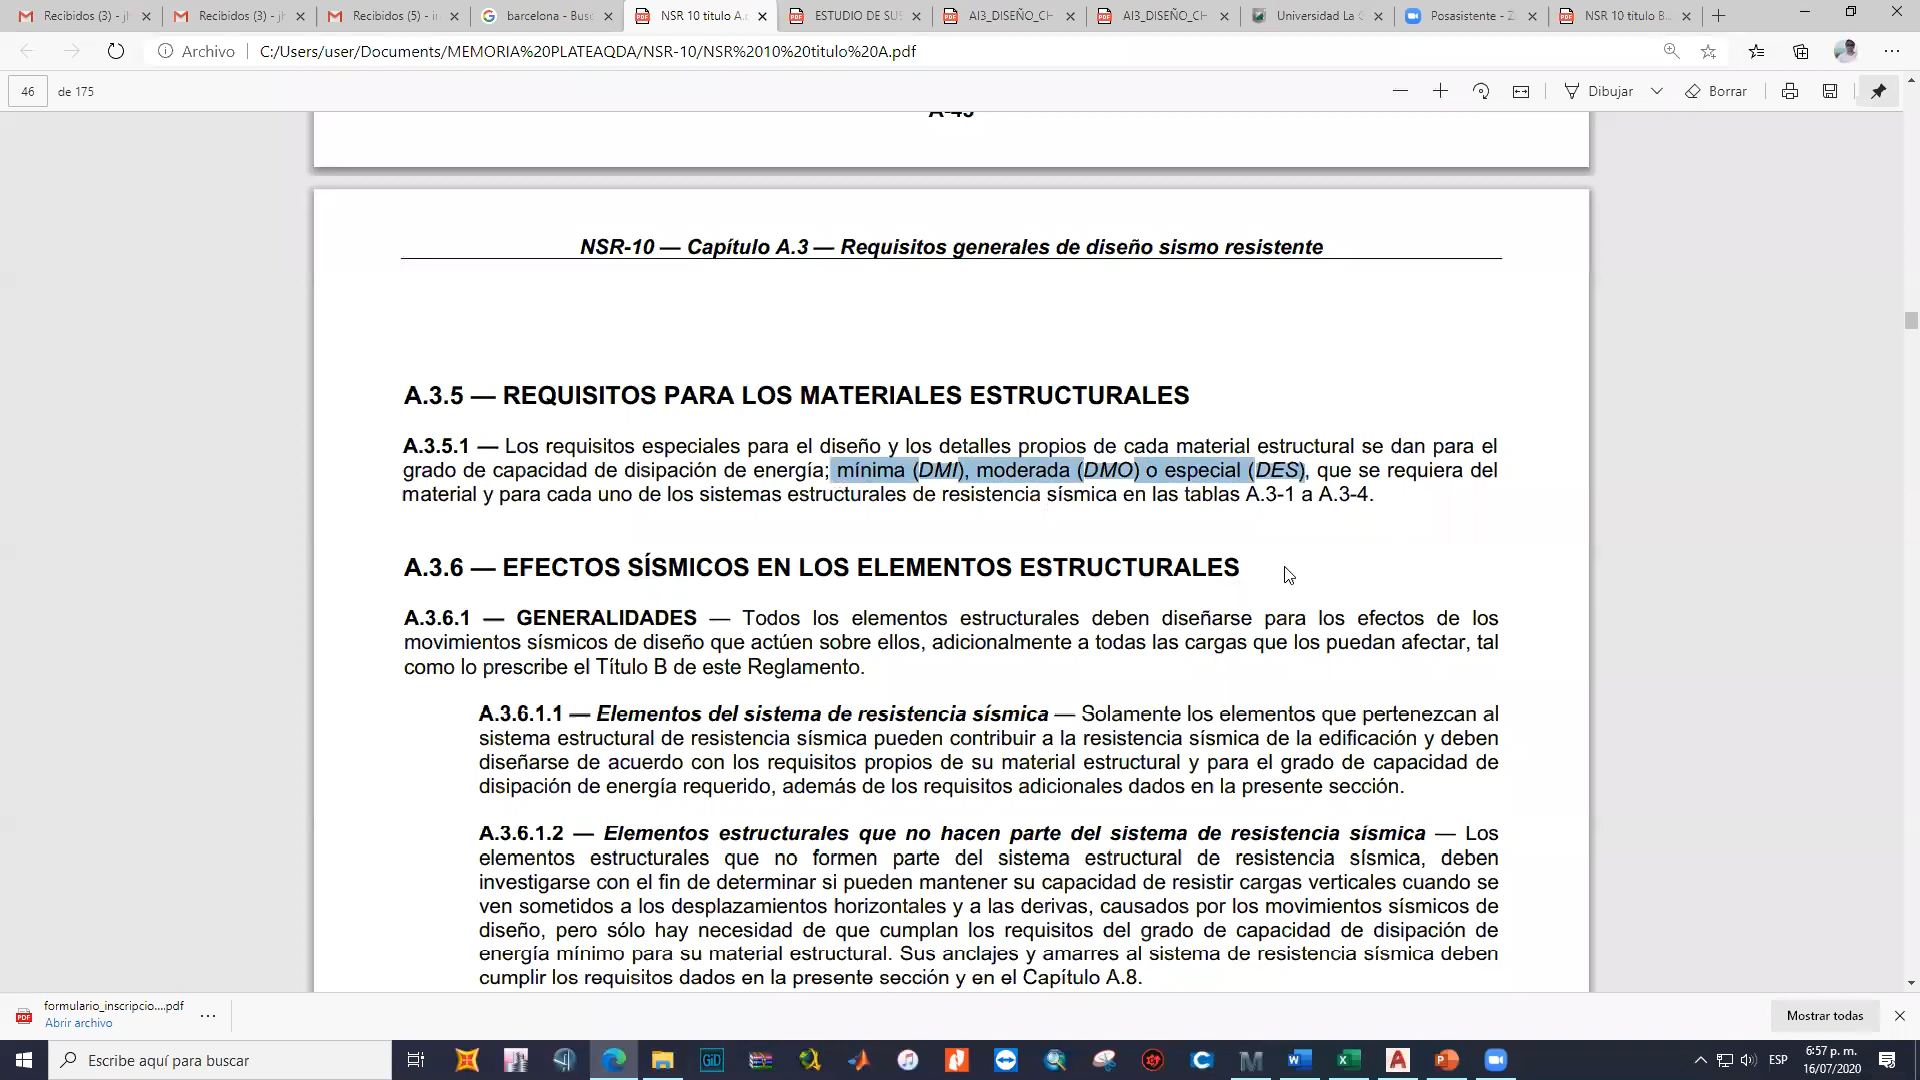 Recibidos (3) - jh
Recibidos (3) - jh
Recibidos (5) - in
barcelona - Busc
NSR 10 titulo A.
ESTUDIO DE SUS
AI3_DISEÑO_CH
AI3_DISEÑO_CH
Universidad La G
Posasistente - Z
NSR 10 titulo B.
Archivo
C:/Users/user/Documents/MEMORIA%20PLATEAQDA/NSR-10/NSR%2010%20titulo%20A.pdf
46 de 175
Dibujar
Borrar
A-45
NSR-10 — Capítulo A.3 — Requisitos generales de diseño sismo resistente
A.3.5 — REQUISITOS PARA LOS MATERIALES ESTRUCTURALES
A.3.5.1 — Los requisitos especiales para el diseño y los detalles propios de cada material estructural se dan para el
grado de capacidad de disipación de energía; mínima (DMI), moderada (DMO) o especial (DES), que se requiera del
material y para cada uno de los sistemas estructurales de resistencia sísmica en las tablas A.3-1 a A.3-4.
A.3.6 — EFECTOS SÍSMICOS EN LOS ELEMENTOS ESTRUCTURALES
A.3.6.1 — GENERALIDADES — Todos los elementos estructurales deben diseñarse para los efectos de los
movimientos sísmicos de diseño que actúen sobre ellos, adicionalmente a todas las cargas que los puedan afectar, tal
como lo prescribe el Título B de este Reglamento.
A.3.6.1.1 — Elementos del sistema de resistencia sísmica — Solamente los elementos que pertenezcan al
sistema estructural de resistencia sísmica pueden contribuir a la resistencia sísmica de la edificación y deben
diseñarse de acuerdo con los requisitos propios de su material estructural y para el grado de capacidad de
disipación de energía requerido, además de los requisitos adicionales dados en la presente sección.
A.3.6.1.2 — Elementos estructurales que no hacen parte del sistema de resistencia sísmica — Los
elementos estructurales que no formen parte del sistema estructural de resistencia sísmica, deben
investigarse con el fin de determinar si pueden mantener su capacidad de resistir cargas verticales cuando se
ven sometidos a los desplazamientos horizontales y a las derivas, causados por los movimientos sísmicos de
diseño, pero sólo hay necesidad de que cumplan los requisitos del grado de capacidad de disipación de
energía mínimo para su material estructural. Sus anclajes y amarres al sistema de resistencia sísmica deben
cumplir los requisitos dados en la presente sección y en el Capítulo A.8.
formulario_inscripcio....pdf
Abrir archivo
Mostrar todas
Escribe aquí para buscar
GiD
ESP
6:57 p. m.
16/07/2020